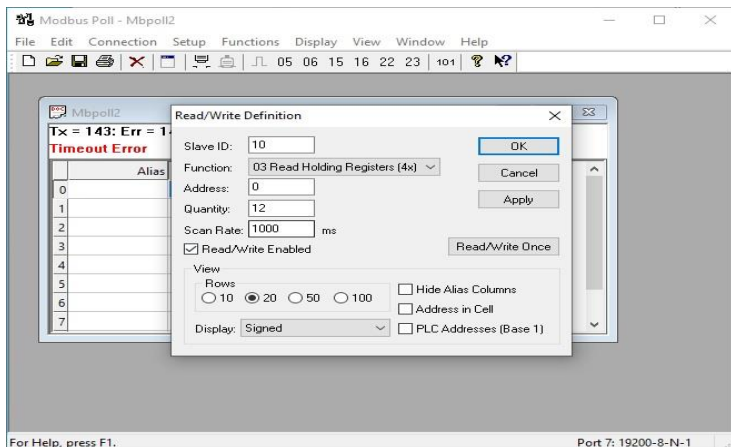 Modbus Poll - Mbpoll2
File Edit Connection Setup Functions Display View Window Help
05 06 15 16 22 23 101
Mbpoll2
Tx = 143: Err =
Timeout Error
Alias
0
1
2
3
4
5
6
7
Read/Write Definition
Slave ID: 10
OK
Function: 03 Read Holding Registers (4x)
Cancel
Address: 0
Quantity: 12
Apply
Scan Rate: 1000 ms
Read/Write Enabled
Read/Write Once
View
Rows
10 20 50 100
Hide Alias Columns
Address in Cell
Display: Signed
PLC Addresses (Base 1)
For Help, press F1.
Port 7: 19200-8-N-1